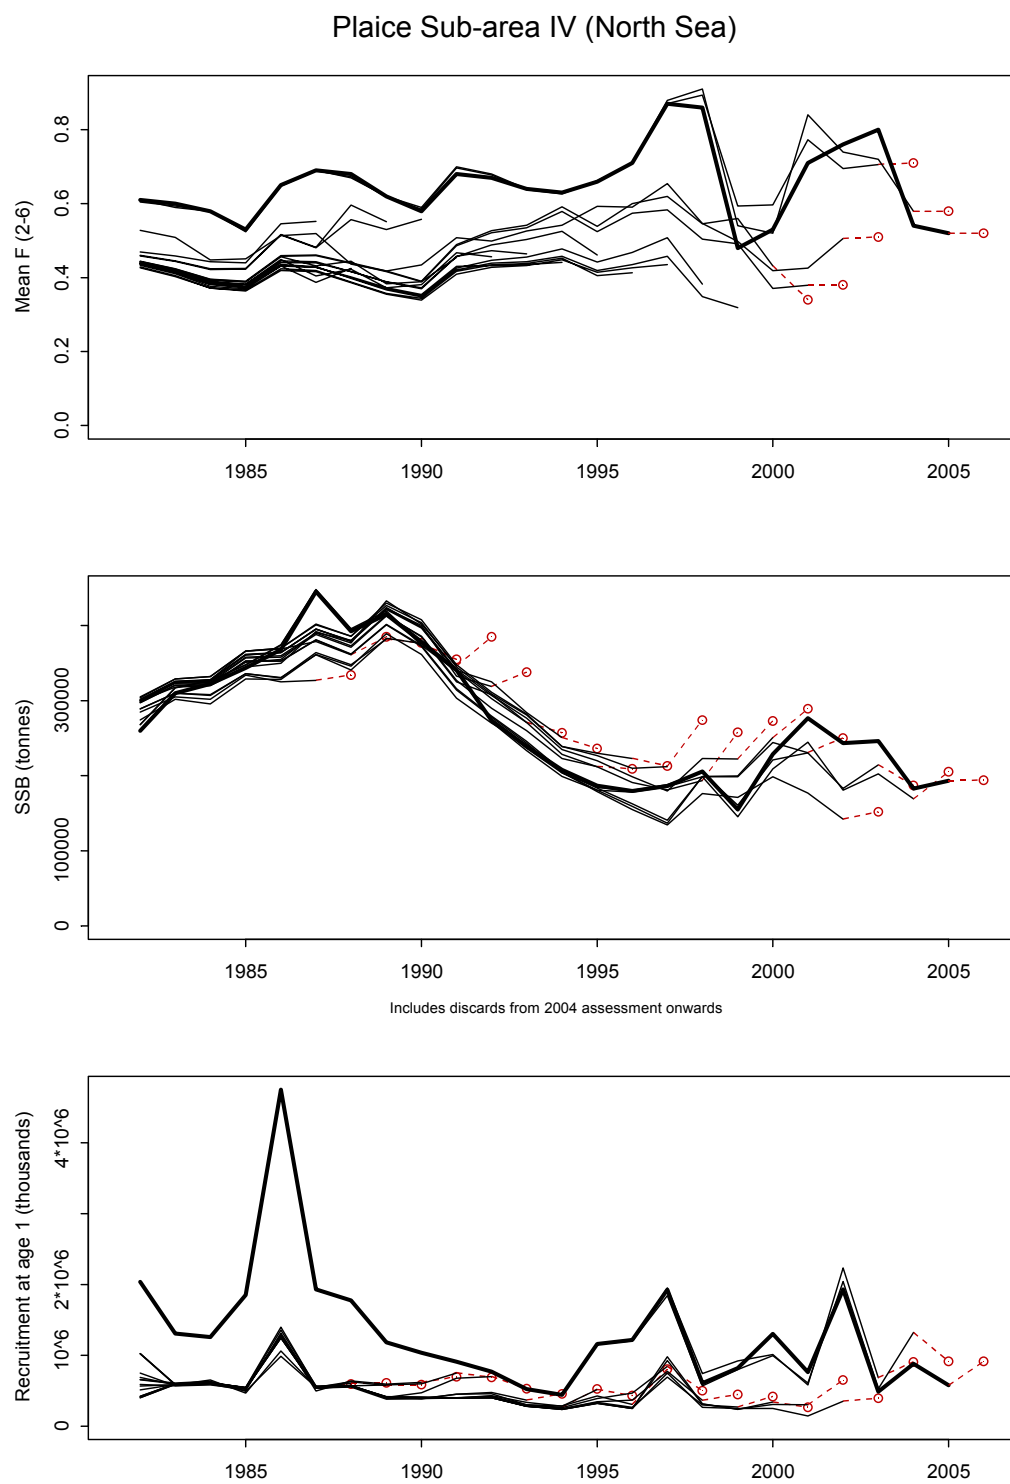 Plaice Sub-area IV (North Sea)
Mean F (2-6)
0.8
0.6
0.4
0.2
0.0
1985 1990 1995 2000 2005
SSB (tonnes)
300000
100000
0
1985 1990 1995 2000 2005
Includes discards from 2004 assessment onwards
Recruitment at age 1 (thousands)
4*10^6
2*10^6
10^6
0
1985 1990 1995 2000 2005